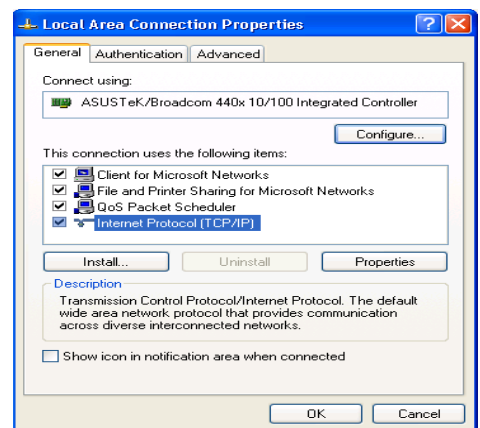 Local Area Connection Properties
General Authentication Advanced
Connect using:
ASUSTeK/Broadcom 440x 10/100 Integrated Controller
Configure...
This connection uses the following items:
Client for Microsoft Networks
File and Printer Sharing for Microsoft Networks
QoS Packet Scheduler
Internet Protocol (TCP/IP)
Install... Uninstall Properties
Description
Transmission Control Protocol/Internet Protocol. The default
wide area network protocol that provides communication
across diverse interconnected networks.
Show icon in notification area when connected
OK Cancel